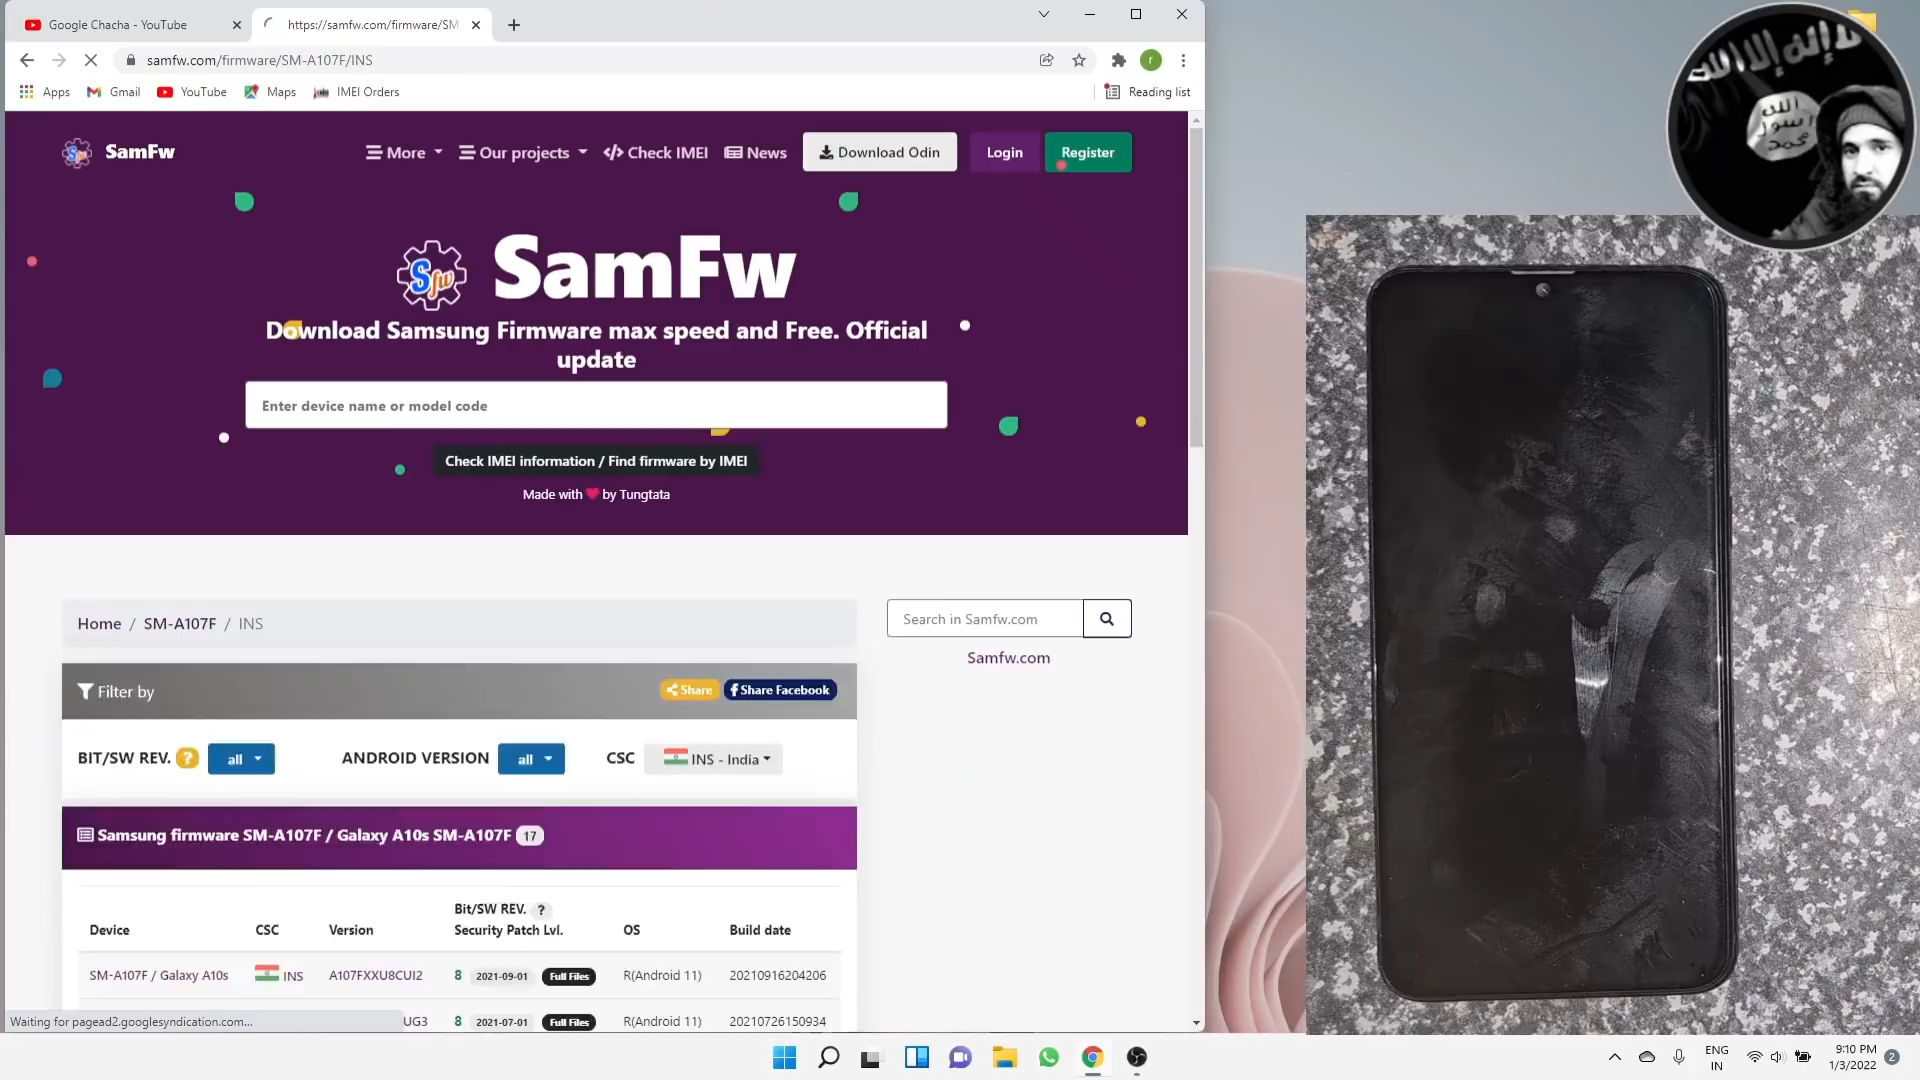 Google Chacha - YouTube
https://samfw.com/firmware/SM
samfw.com/firmware/SM-A107F/INS
r
Apps
Gmail
YouTube
Maps
IMEI Orders
Reading list
SamFw
More
Our projects
Check IMEI
News
Download Odin
Login
Register
Sfw
SamFw
Download Samsung Firmware max speed and Free. Official
update
Enter device name or model code
Check IMEI information / Find firmware by IMEI
Made with by Tungtata
Home / SM-A107F / INS
Search in Samfw.com
Samfw.com
Filter by
Share
Share Facebook
BIT/SW REV. ? all
ANDROID VERSION all
CSC INS - India
Samsung firmware SM-A107F / Galaxy A10s SM-A107F 17
Device CSC Version Bit/SW REV. ? Security Patch Lvl. OS Build date
SM-A107F / Galaxy A10s INS A107FXXU8CUI2 8 2021-09-01 Full Files R(Android 11) 20210916204206
UG3 8 2021-07-01 Full Files R(Android 11) 20210726150934
Waiting for pagead2.googlesyndication.com...
ENG
IN
9:10 PM
1/3/2022
2
لا إله إلا الله
الله
رسول
محمد